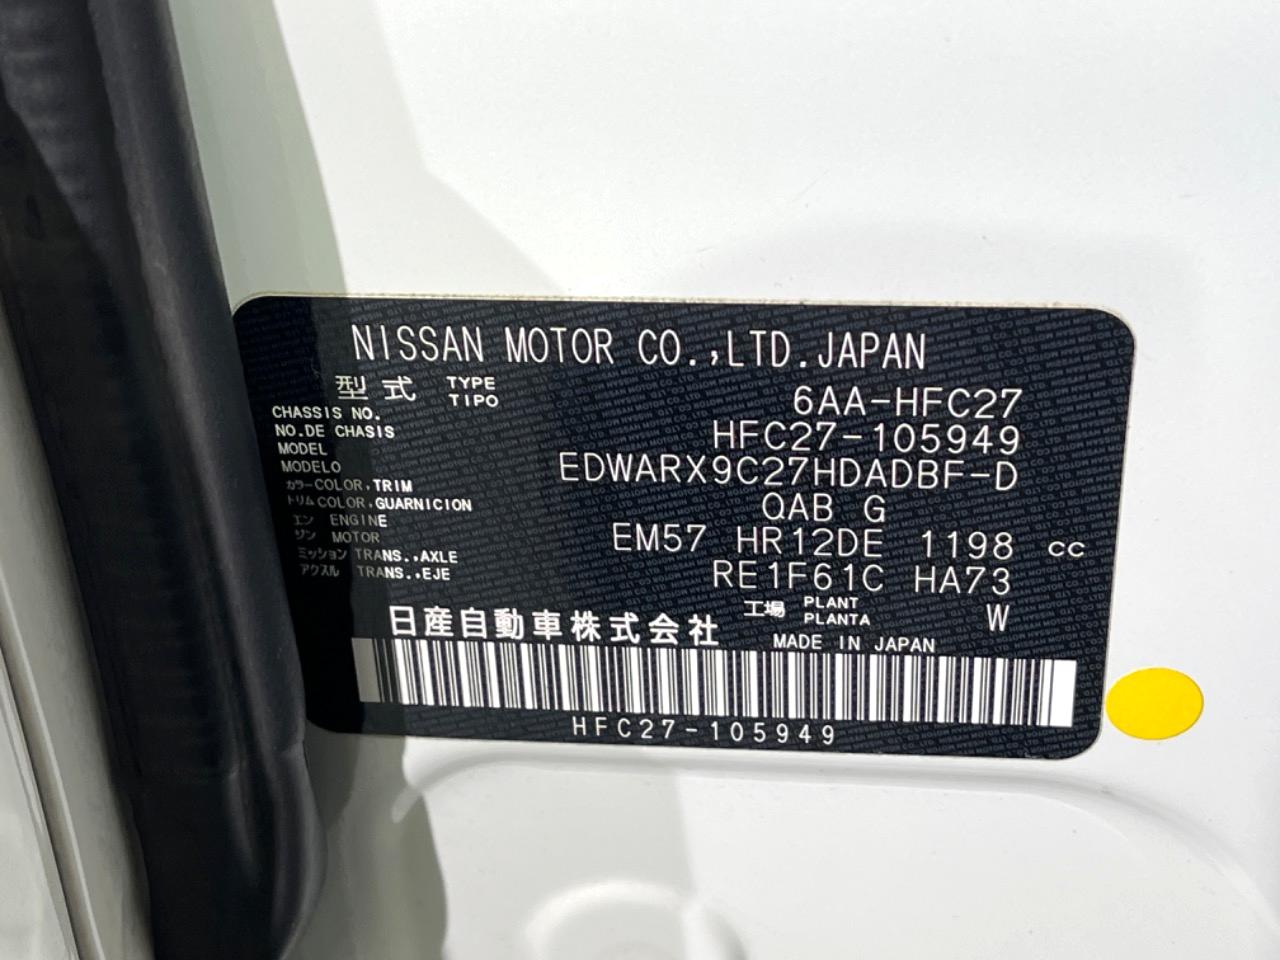 NISSAN MOTOR CO.,LTD.JAPAN
型式 TYPE TIPO 6AA-HFC27
CHASSIS NO.
NO.DE CHASIS HFC27-105949
MODEL
MODELO EDWARX9C27HDADBF-D
カラー COLOR,TRIM
トリム COLOR,GUARNICION QAB G
エン ENGINE
ジン MOTOR EM57 HR12DE 1198 cc
ミッション TRANS.,AXLE
アクスル TRANS.,EJE RE1F61C HA73
工場 PLANT PLANTA W
日産自動車株式会社 MADE IN JAPAN
HFC27-105949